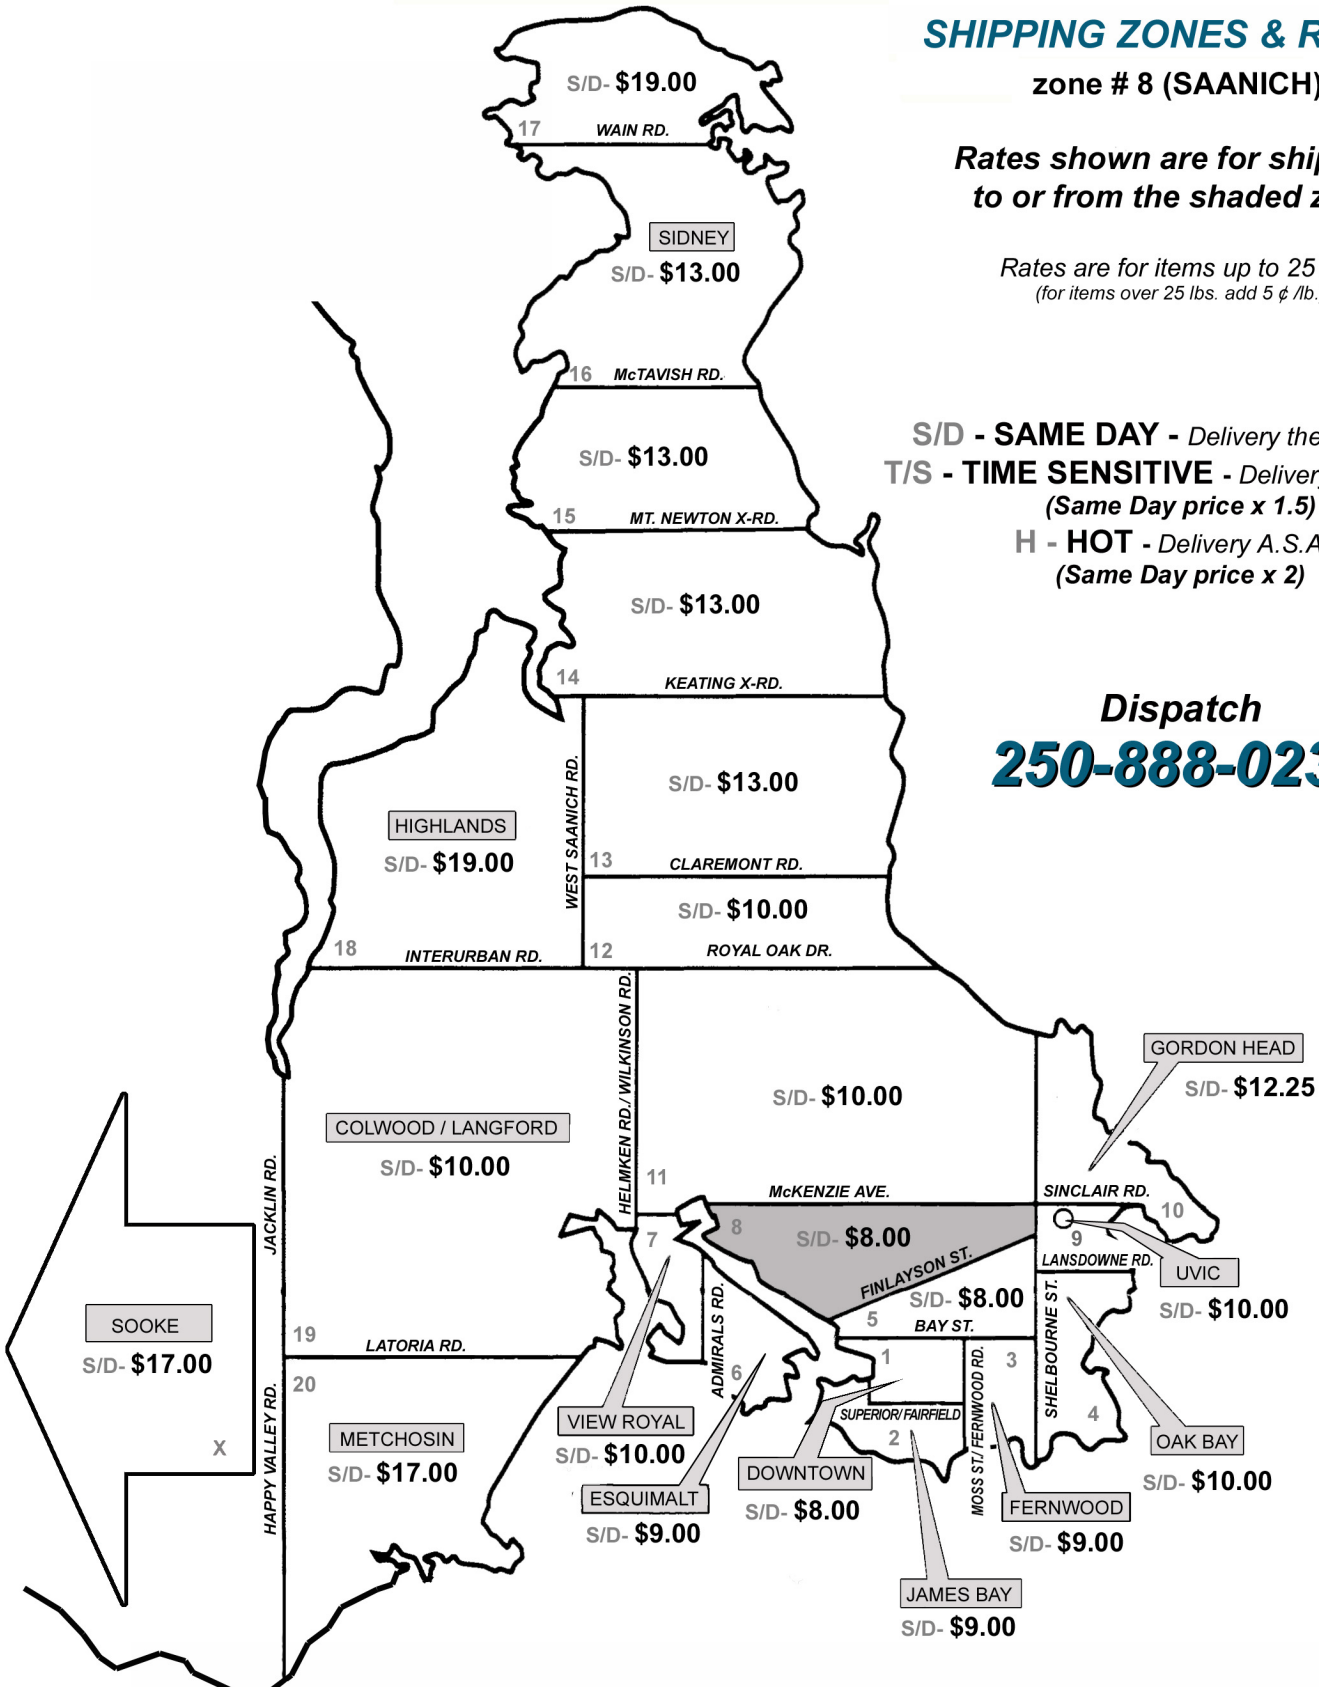 SHIPPING ZONES & R
zone # 8 (SAANICH)
Rates shown are for ship
to or from the shaded z
Rates are for items up to 25
(for items over 25 lbs. add 5 ¢ /lb.
S/D - SAME DAY - Delivery the
T/S - TIME SENSITIVE - Deliver
(Same Day price x 1.5)
H - HOT - Delivery A.S.A
(Same Day price x 2)
Dispatch
250-888-023
S/D- $19.00
17
WAIN RD.
SIDNEY
S/D- $13.00
16
McTAVISH RD.
S/D- $13.00
15
MT. NEWTON X-RD.
S/D- $13.00
14
KEATING X-RD.
WEST SAANICH RD.
S/D- $13.00
13
CLAREMONT RD.
HIGHLANDS
S/D- $19.00
18
INTERURBAN RD.
S/D- $10.00
12
ROYAL OAK DR.
HELMKEN RD./ WILKINSON RD.
S/D- $10.00
11
McKENZIE AVE.
GORDON HEAD
S/D- $12.25
SINCLAIR RD.
10
COLWOOD / LANGFORD
S/D- $10.00
JACKLIN RD.
19
LATORIA RD.
7
8
S/D- $8.00
FINLAYSON ST.
9
LANSDOWNE RD.
UVIC
S/D- $10.00
5
S/D- $8.00
BAY ST.
SOOKE
S/D- $17.00
X
HAPPY VALLEY RD.
20
METCHOSIN
S/D- $17.00
ADMIRALS RD.
6
1
SUPERIOR/ FAIRFIELD
2
MOSS ST./ FERNWOOD RD.
3
SHELBOURNE ST.
4
VIEW ROYAL
S/D- $10.00
ESQUIMALT
S/D- $9.00
DOWNTOWN
S/D- $8.00
OAK BAY
S/D- $10.00
FERNWOOD
S/D- $9.00
JAMES BAY
S/D- $9.00